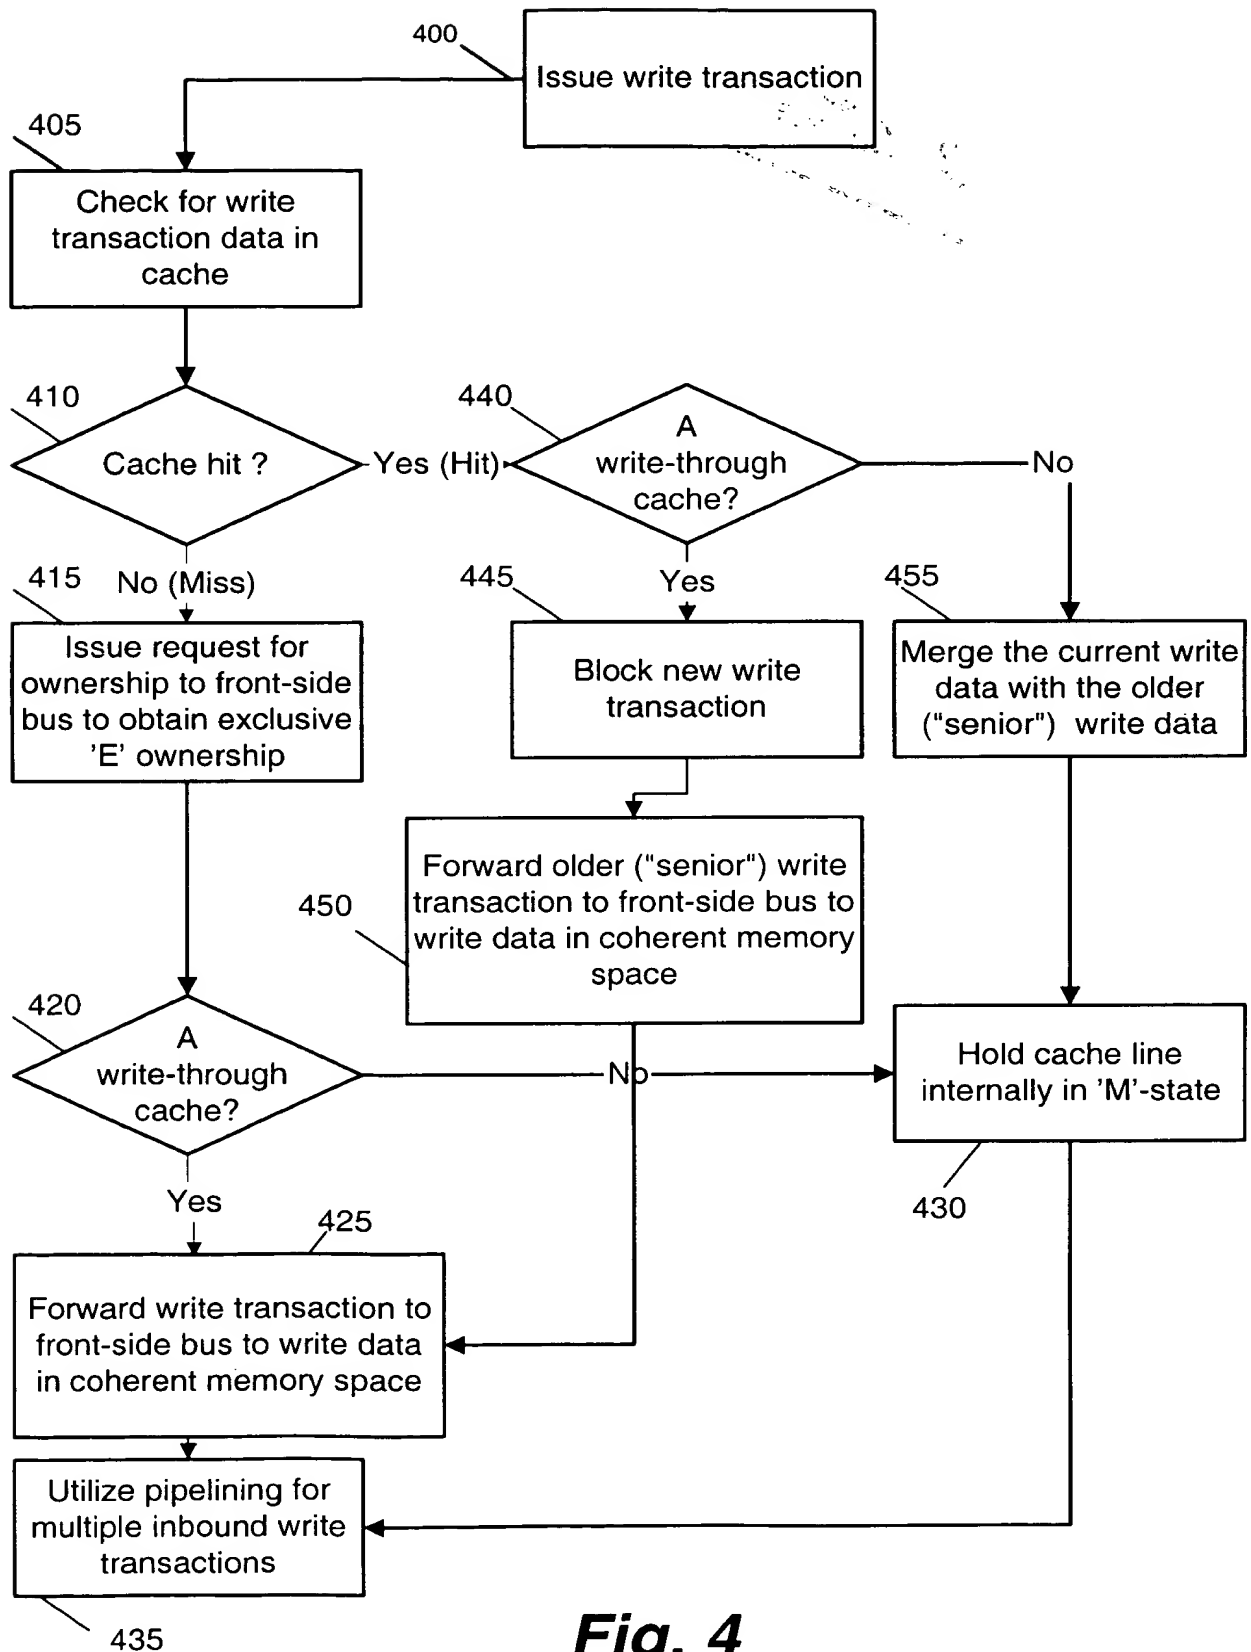 400
Issue write transaction
405
Check for write
transaction data in
cache
410
Cache hit ?
Yes (Hit)
440
A
write-through
cache?
No
415
No (Miss)
445
Yes
455
Issue request for
ownership to front-side
bus to obtain exclusive
'E' ownership
Block new write
transaction
Merge the current write
data with the older
("senior") write data
450
Forward older ("senior") write
transaction to front-side bus to
write data in coherent memory
space
420
A
write-through
cache?
No
Hold cache line
internally in 'M'-state
430
Yes
425
Forward write transaction to
front-side bus to write data
in coherent memory space
Utilize pipelining for
multiple inbound write
transactions
435
Fig. 4